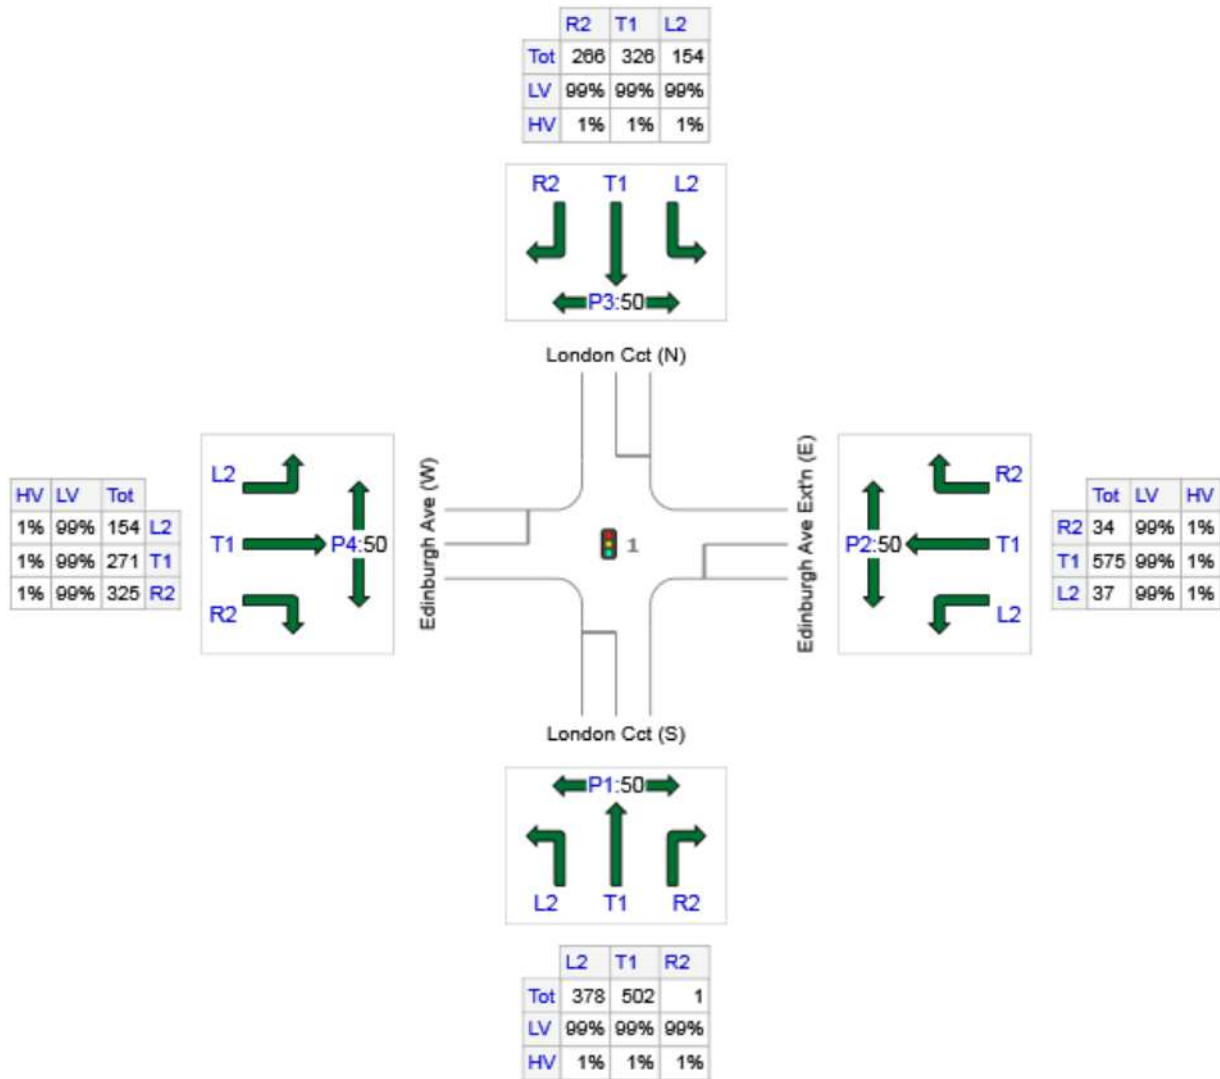 R2 T1 L2
Tot 266 326 154
LV 99% 99% 99%
HV 1% 1% 1%
R2 T1 L2
P3:50
London Cct (N)
HV LV Tot
1% 99% 154 L2
1% 99% 271 T1
1% 99% 325 R2
L2
T1
R2
P4:50
Edinburgh Ave (W)
1
Edinburgh Ave Ext'n (E)
P2:50
R2
T1
L2
Tot LV HV
R2 34 99% 1%
T1 575 99% 1%
L2 37 99% 1%
London Cct (S)
P1:50
L2 T1 R2
L2 T1 R2
Tot 378 502 1
LV 99% 99% 99%
HV 1% 1% 1%